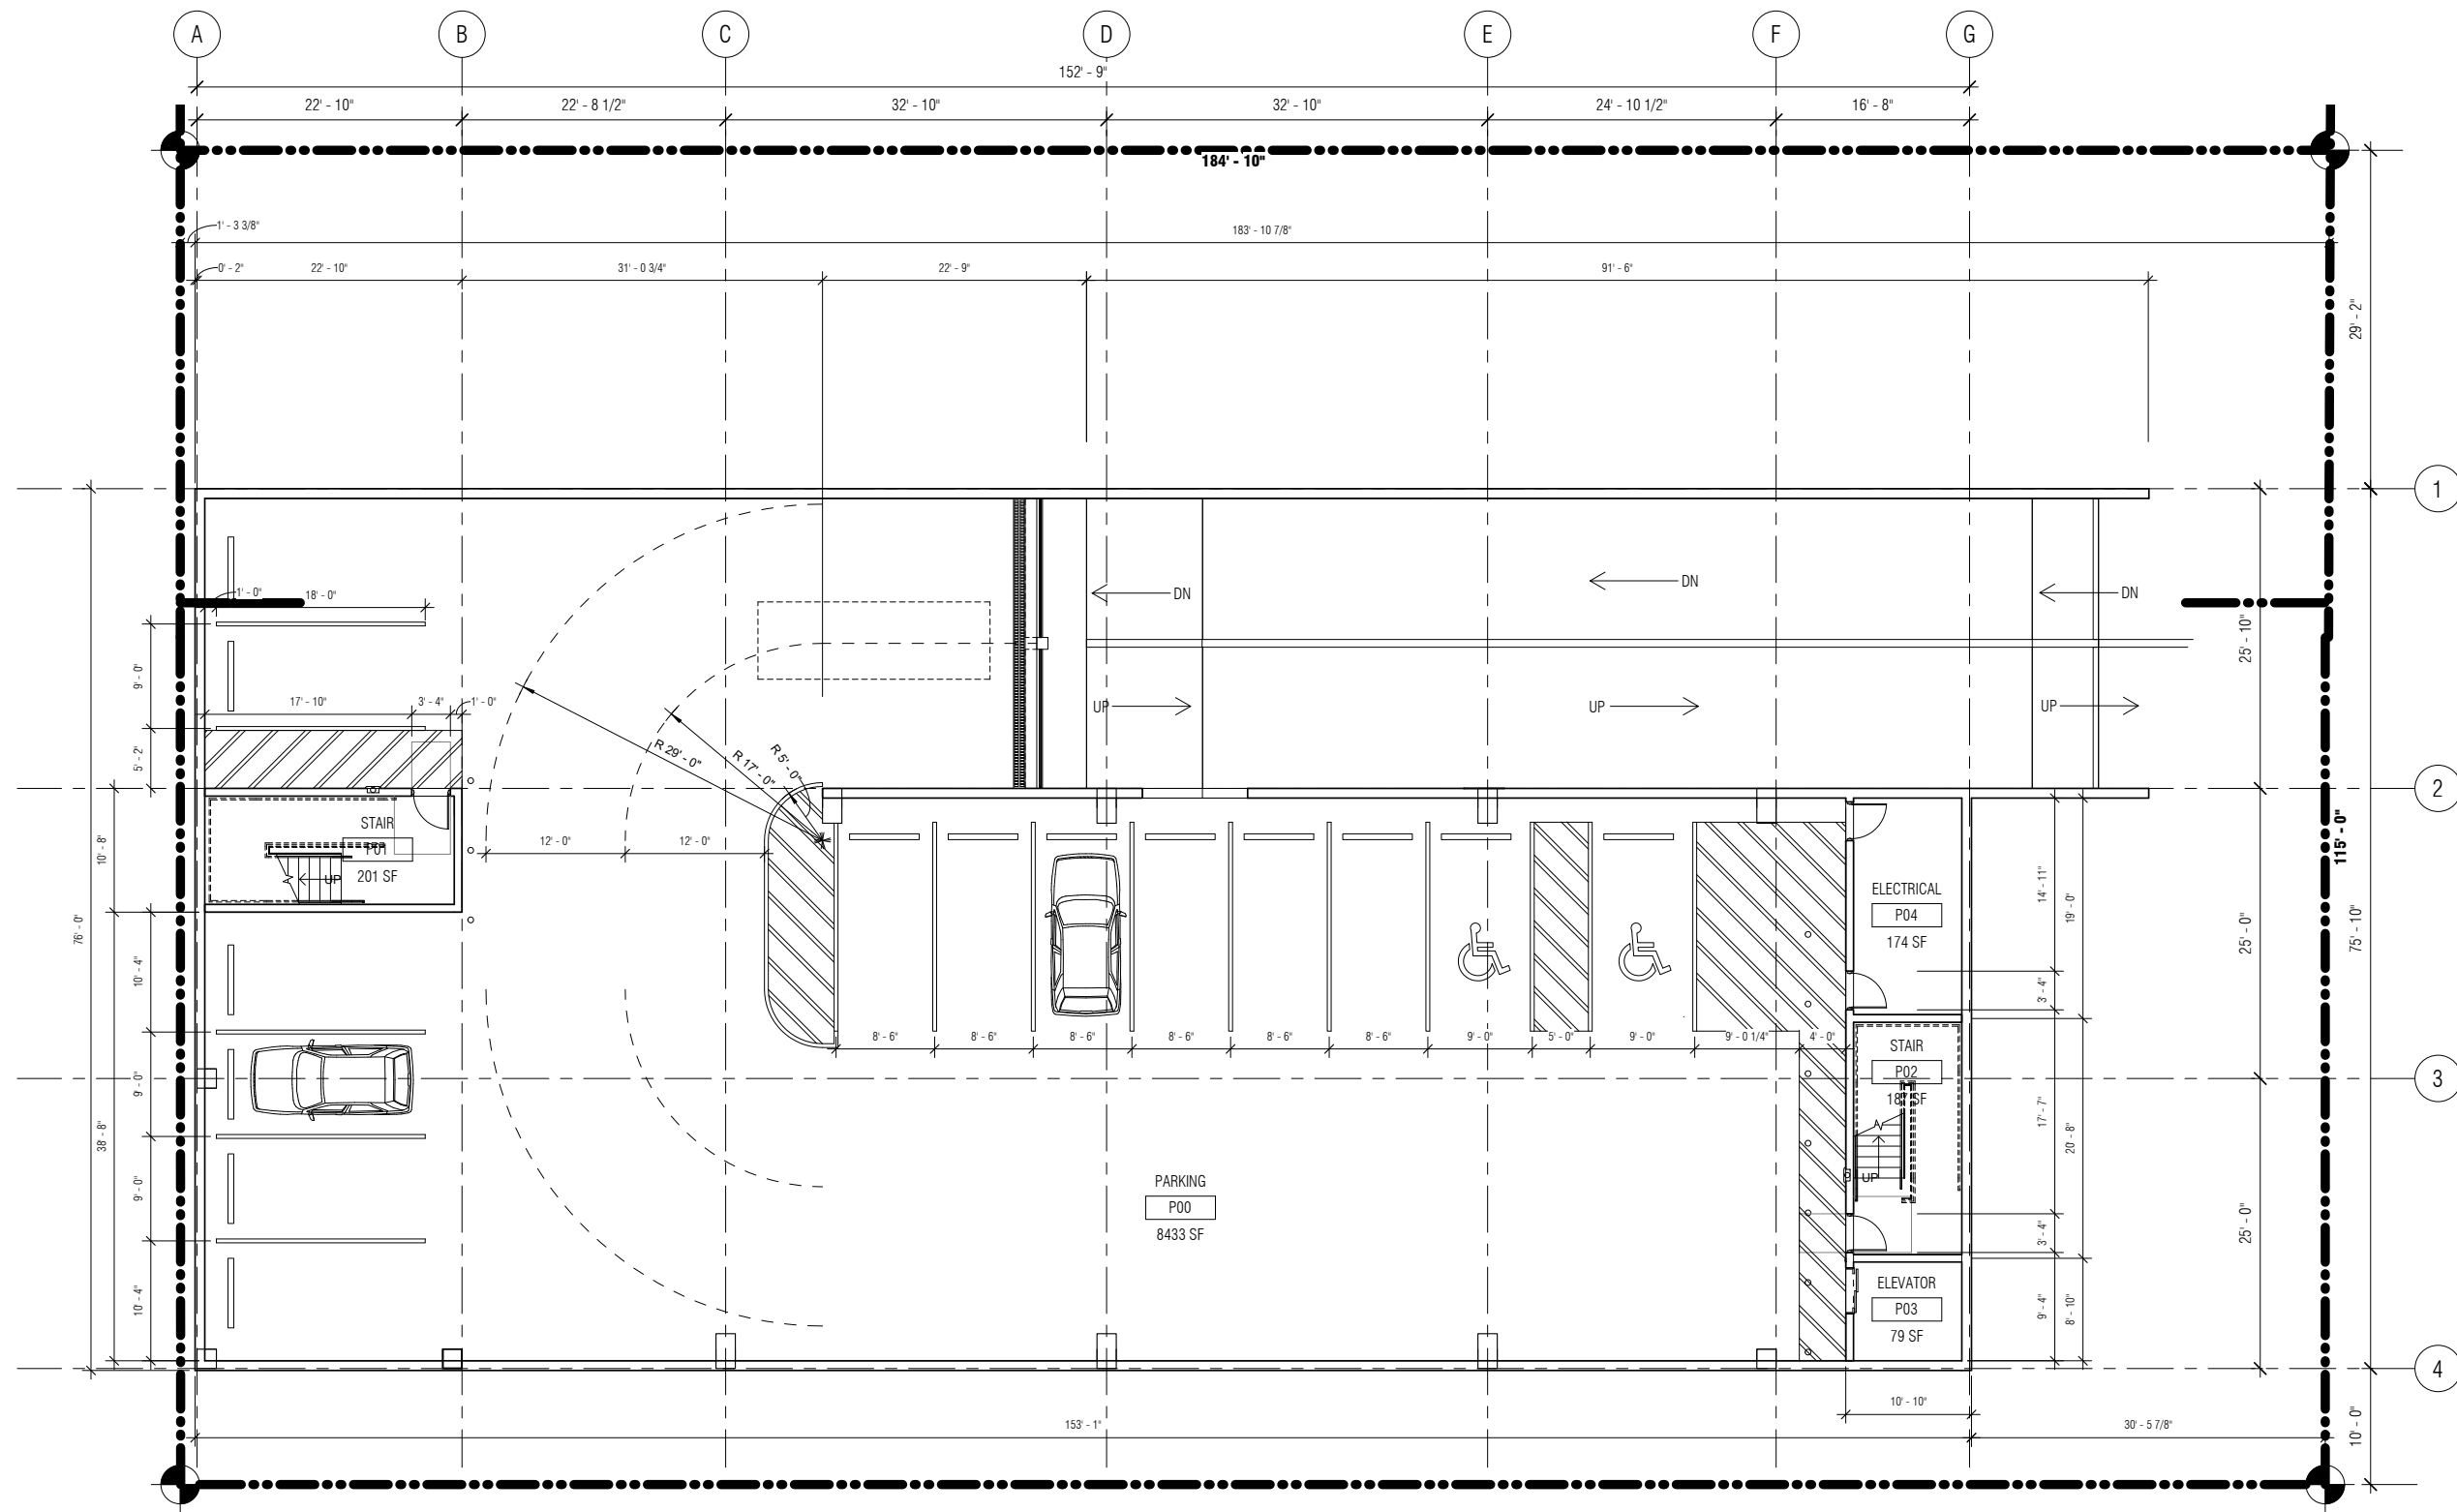 A B C D E F G
152' - 9"
22' - 10" 22' - 8 1/2" 32' - 10" 32' - 10" 24' - 10 1/2" 16' - 8"
184' - 10"
1' - 3 3/8" 183' - 10 7/8"
0' - 2" 22' - 10" 31' - 0 3/4" 22' - 9" 91' - 6"
29' - 2"
1
DN DN DN
1' - 0" 18' - 0"
25' - 10"
9' - 0"
17' - 10" 3' - 4" 1' - 0"
UP UP UP
5' - 2"
R 29' - 0" R 17' - 0" R 5' - 0"
2
STAIR
P01
201 SF
UP
10' - 8"
12' - 0" 12' - 0"
115' - 0"
ELECTRICAL
P04
174 SF
14' - 11"
19' - 0"
25' - 0"
75' - 10"
76' - 0"
10' - 4"
3' - 4"
8' - 6" 8' - 6" 8' - 6" 8' - 6" 8' - 6" 8' - 6" 9' - 0" 5' - 0" 9' - 0" 9' - 0 1/4" 4' - 0"
STAIR
P02
SF
UP
3
9' - 0"
38' - 8"
17' - 7"
20' - 8"
9' - 0"
PARKING
P00
8433 SF
3' - 4"
25' - 0"
10' - 4"
ELEVATOR
P03
79 SF
9' - 4"
8' - 10"
4
10' - 10"
153' - 1" 30' - 5 7/8"
10' - 0"